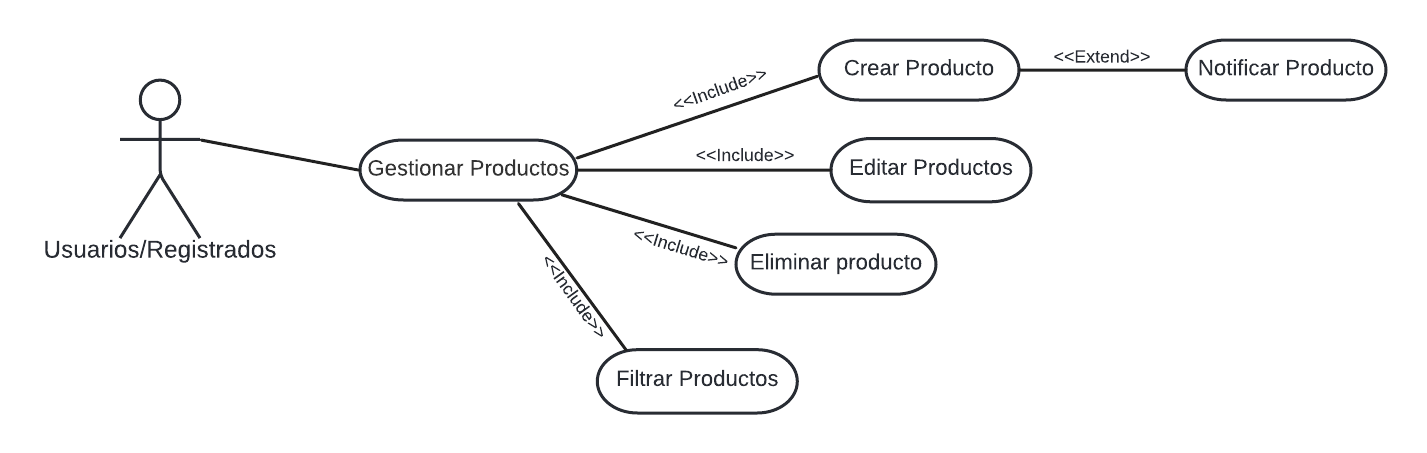 Crear Producto
<<Extend>>
Notificar Producto
<<Include>>
Gestionar Productos
<<Include>>
Editar Productos
Usuarios/Registrados
<<Include>>
Eliminar producto
<<Include>>
Filtrar Productos